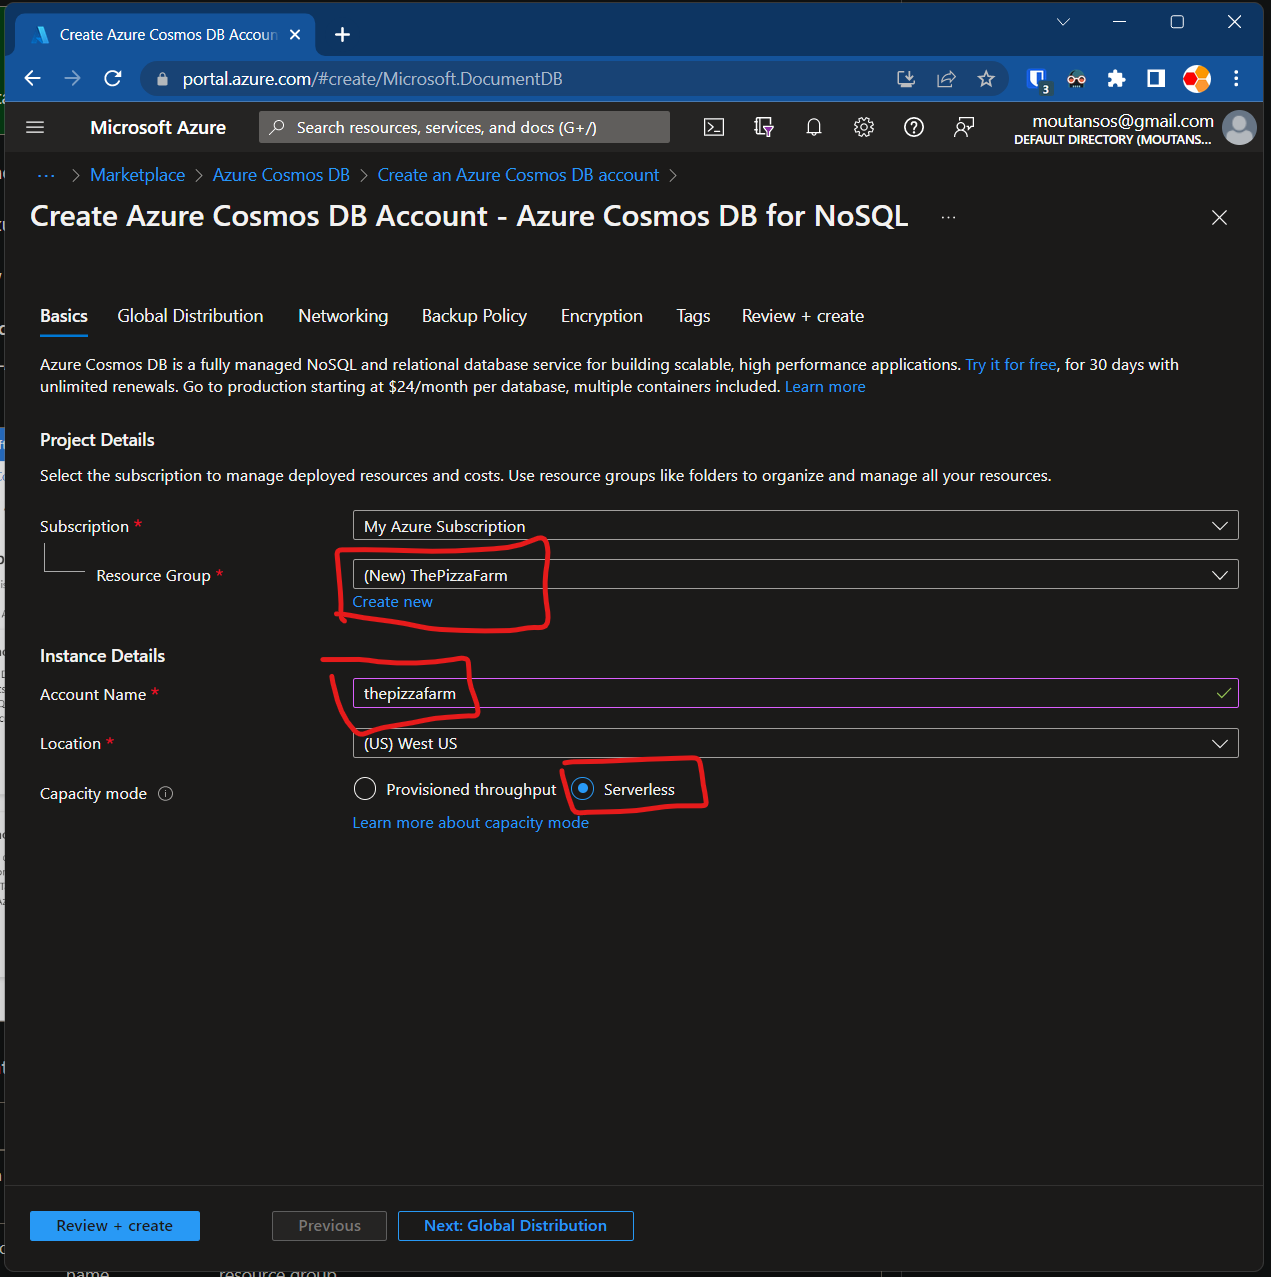 Create Azure Cosmos DB Accoun
portal.azure.com/#create/Microsoft.DocumentDB
3
Microsoft Azure
Search resources, services, and docs (G+/)
moutansos@gmail.com
DEFAULT DIRECTORY (MOUTANS...
... > Marketplace > Azure Cosmos DB > Create an Azure Cosmos DB account >
Create Azure Cosmos DB Account - Azure Cosmos DB for NoSQL ...
Basics Global Distribution Networking Backup Policy Encryption Tags Review + create
Azure Cosmos DB is a fully managed NoSQL and relational database service for building scalable, high performance applications. Try it for free, for 30 days with
unlimited renewals. Go to production starting at $24/month per database, multiple containers included. Learn more
Project Details
Select the subscription to manage deployed resources and costs. Use resource groups like folders to organize and manage all your resources.
Subscription * My Azure Subscription
Resource Group * (New) ThePizzaFarm
Create new
Instance Details
Account Name * thepizzafarm
Location * (US) West US
Capacity mode Provisioned throughput Serverless
Learn more about capacity mode
Review + create Previous Next: Global Distribution
name resource group